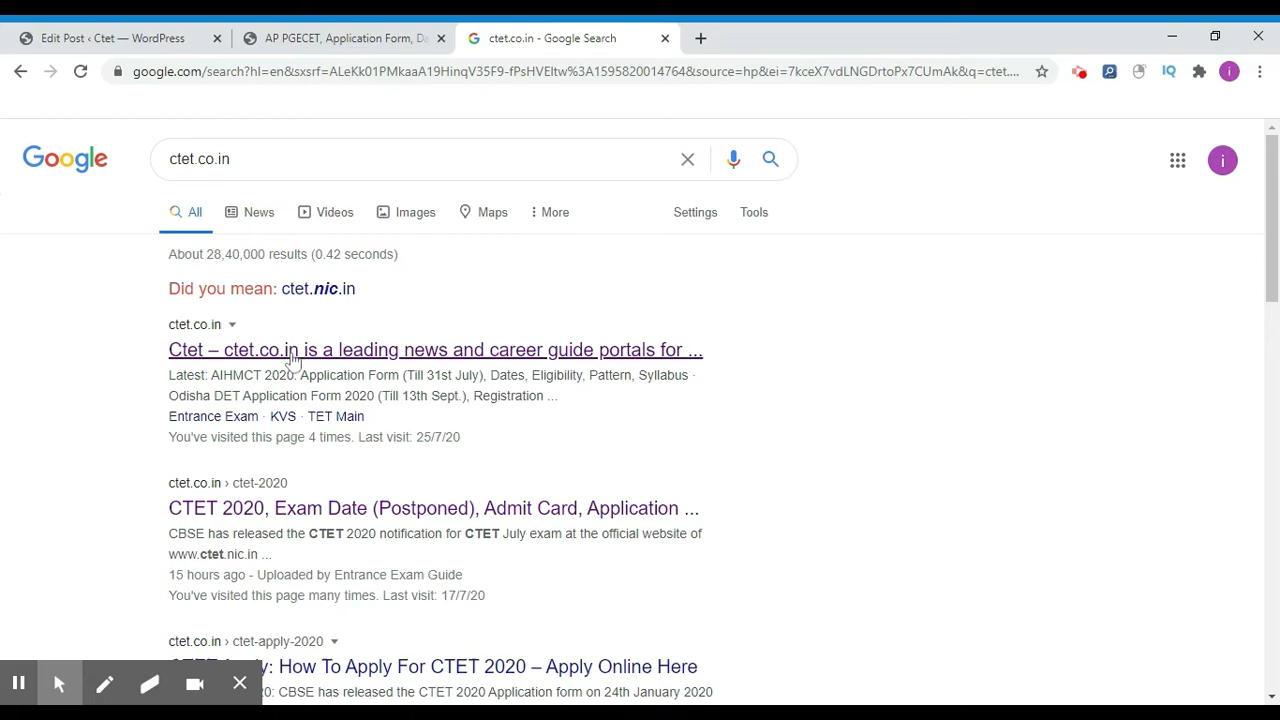 Edit Post ‹ Ctet — WordPress
AP PGECET, Application Form, Da
ctet.co.in - Google Search
google.com/search?hl=en&sxsrf=ALeKk01PMkaaA19HinqV35F9-fPsHVEltw%3A1595820014764&source=hp&ei=7kceX7vdLNGDrtoPx7CUmAk&q=ctet....
IQ
i
Google
ctet.co.in
i
All
News
Videos
Images
Maps
More
Settings
Tools
About 28,40,000 results (0.42 seconds)
Did you mean: ctet.nic.in
ctet.co.in
Ctet – ctet.co.in is a leading news and career guide portals for ...
Latest: AIHMCT 2020: Application Form (Till 31st July), Dates, Eligibility, Pattern, Syllabus ·
Odisha DET Application Form 2020 (Till 13th Sept.), Registration ...
Entrance Exam · KVS · TET Main
You've visited this page 4 times. Last visit: 25/7/20
ctet.co.in › ctet-2020
CTET 2020, Exam Date (Postponed), Admit Card, Application ...
CBSE has released the CTET 2020 notification for CTET July exam at the official website of
www.ctet.nic.in ...
15 hours ago - Uploaded by Entrance Exam Guide
You've visited this page many times. Last visit: 17/7/20
ctet.co.in › ctet-apply-2020
: How To Apply For CTET 2020 – Apply Online Here
0: CBSE has released the CTET 2020 Application form on 24th January 2020